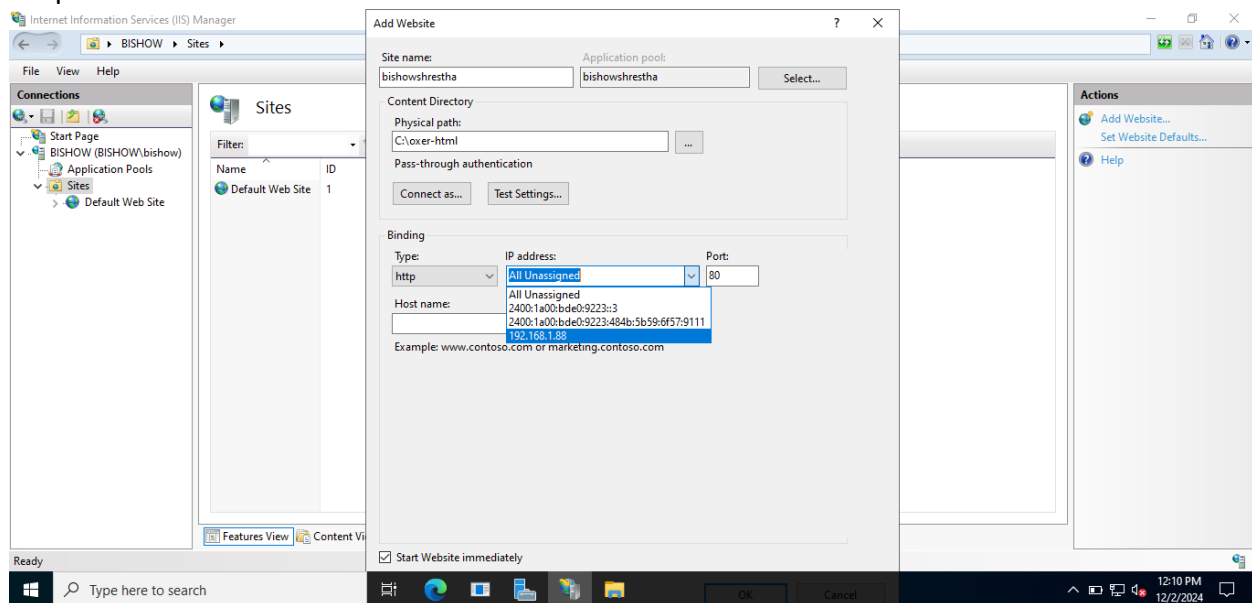 Internet Information Services (IIS) Manager
BISHOW Sites
File View Help
Connections
Start Page
BISHOW (BISHOW\bishow)
Application Pools
Sites
Default Web Site
Sites
Filter:
Name ID
Default Web Site 1
Features View Content Vi
Ready
Add Website ?
Site name: Application pool:
bishowshrestha bishowshrestha Select...
Content Directory
Physical path:
C:\oxer-html ...
Pass-through authentication
Connect as... Test Settings...
Binding
Type: IP address: Port:
http All Unassigned 80
All Unassigned
2400:1a00:bde0:9223::3
2400:1a00:bde0:9223:484b:5b59:6f57:9111
192.168.1.88
Host name:
Example: www.contoso.com or marketing.contoso.com
Start Website immediately
OK Cancel
Actions
Add Website...
Set Website Defaults...
Help
Type here to search
12:10 PM
12/2/2024